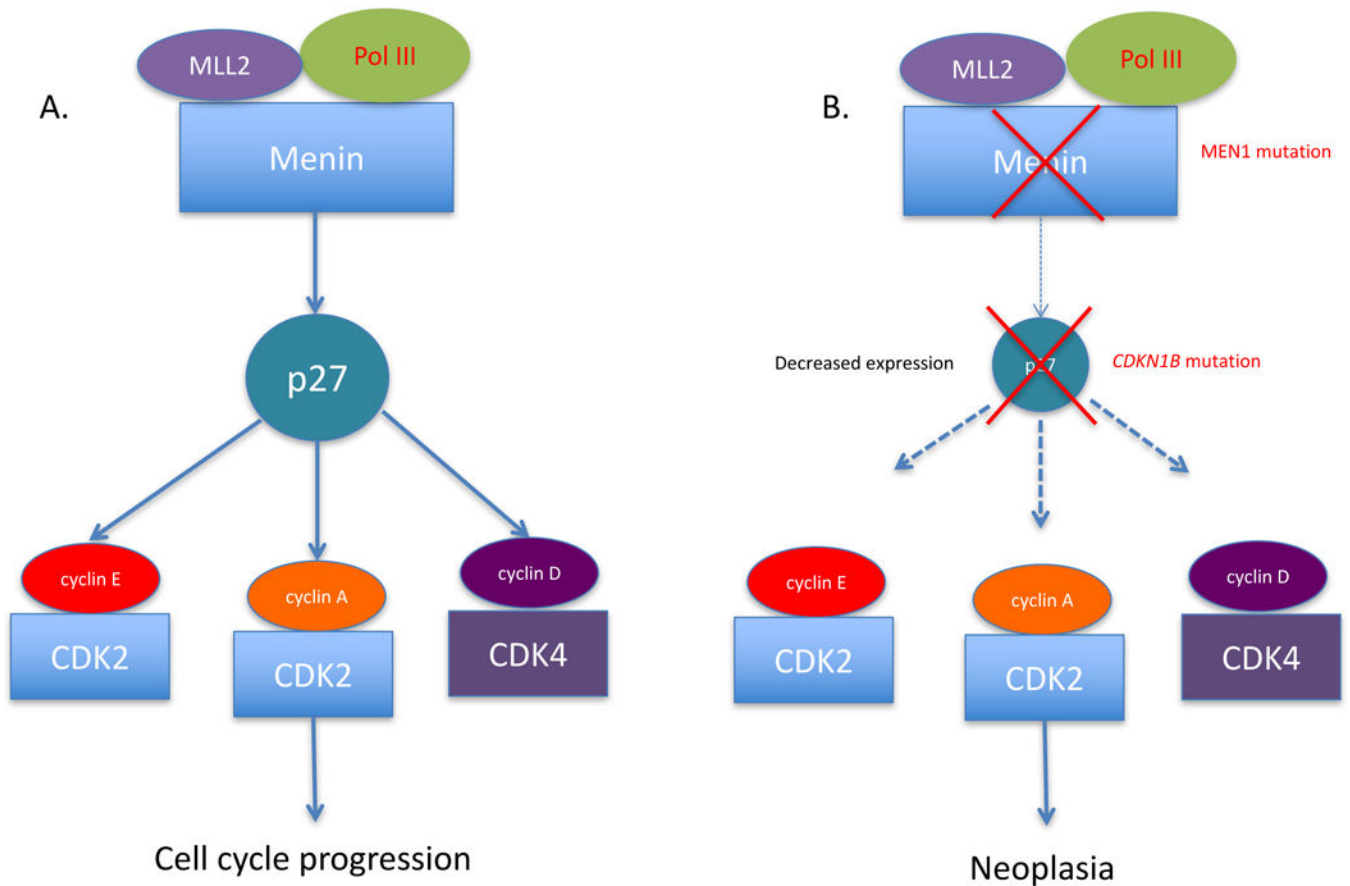 A.
MLL2
Pol III
Menin
p27
cyclin E
CDK2
cyclin A
CDK2
cyclin D
CDK4
Cell cycle progression
B.
MLL2
Pol III
Menin
MEN1 mutation
Decreased expression
p27
CDKN1B mutation
cyclin E
CDK2
cyclin A
CDK2
cyclin D
CDK4
Neoplasia